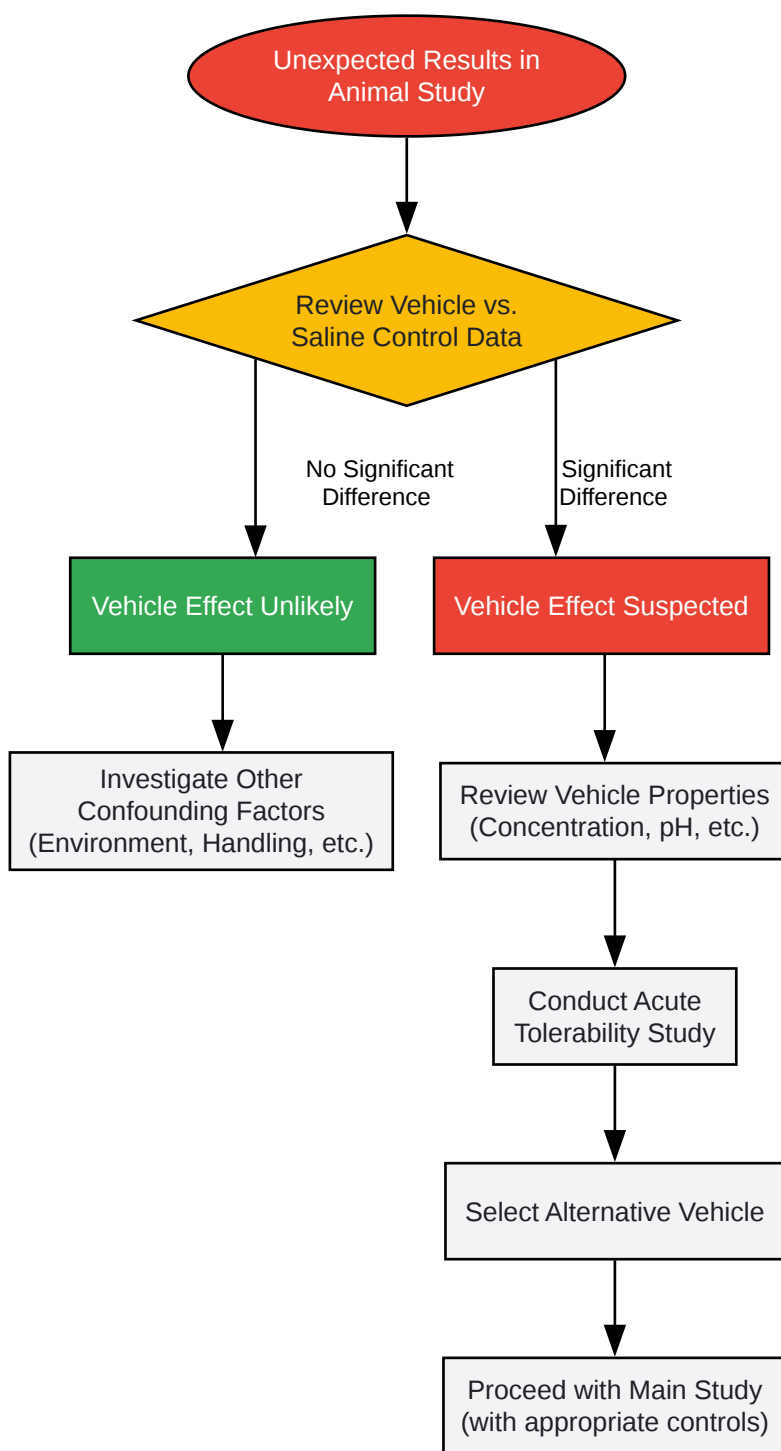 Unexpected Results in
Animal Study
Review Vehicle vs.
Saline Control Data
No Significant
Difference
Significant
Difference
Vehicle Effect Unlikely
Vehicle Effect Suspected
Investigate Other
Confounding Factors
(Environment, Handling, etc.)
Review Vehicle Properties
(Concentration, pH, etc.)
Conduct Acute
Tolerability Study
Select Alternative Vehicle
Proceed with Main Study
(with appropriate controls)